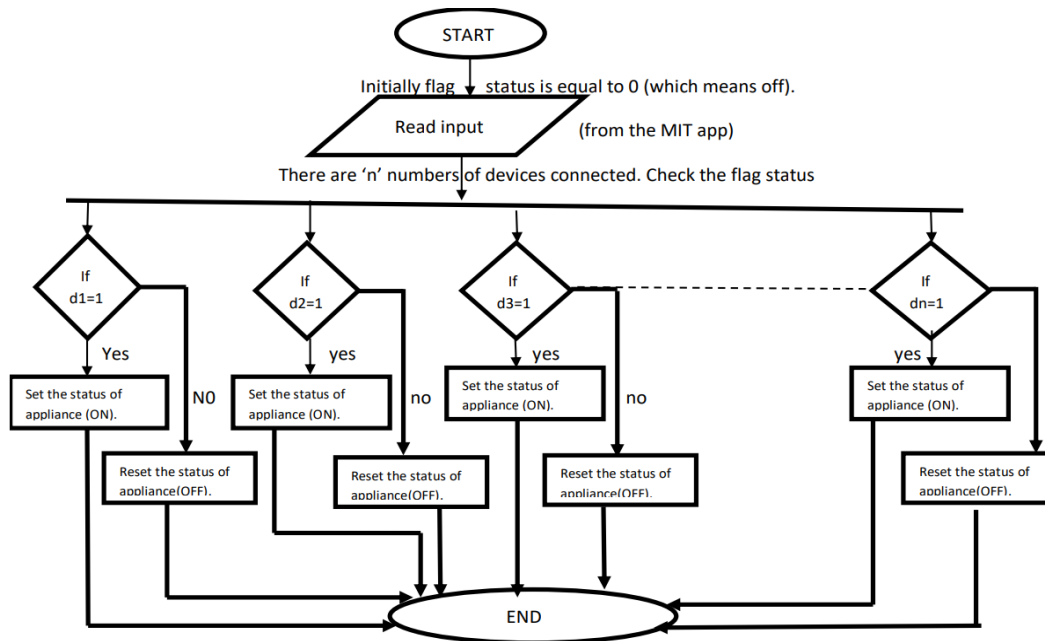 START
Initially flag status is equal to 0 (which means off).
Read input
(from the MIT app)
There are ‘n’ numbers of devices connected. Check the flag status
If
d1=1
If
d2=1
If
d3=1
If
dn=1
Yes
yes
yes
yes
Set the status of
appliance (ON).
N0
Set the status of
appliance (ON).
no
Set the status of
appliance (ON).
no
Set the status of
appliance (ON).
Reset the status of
appliance(OFF).
Reset the status of
appliance(OFF).
Reset the status of
appliance(OFF).
Reset the status of
appliance(OFF).
END